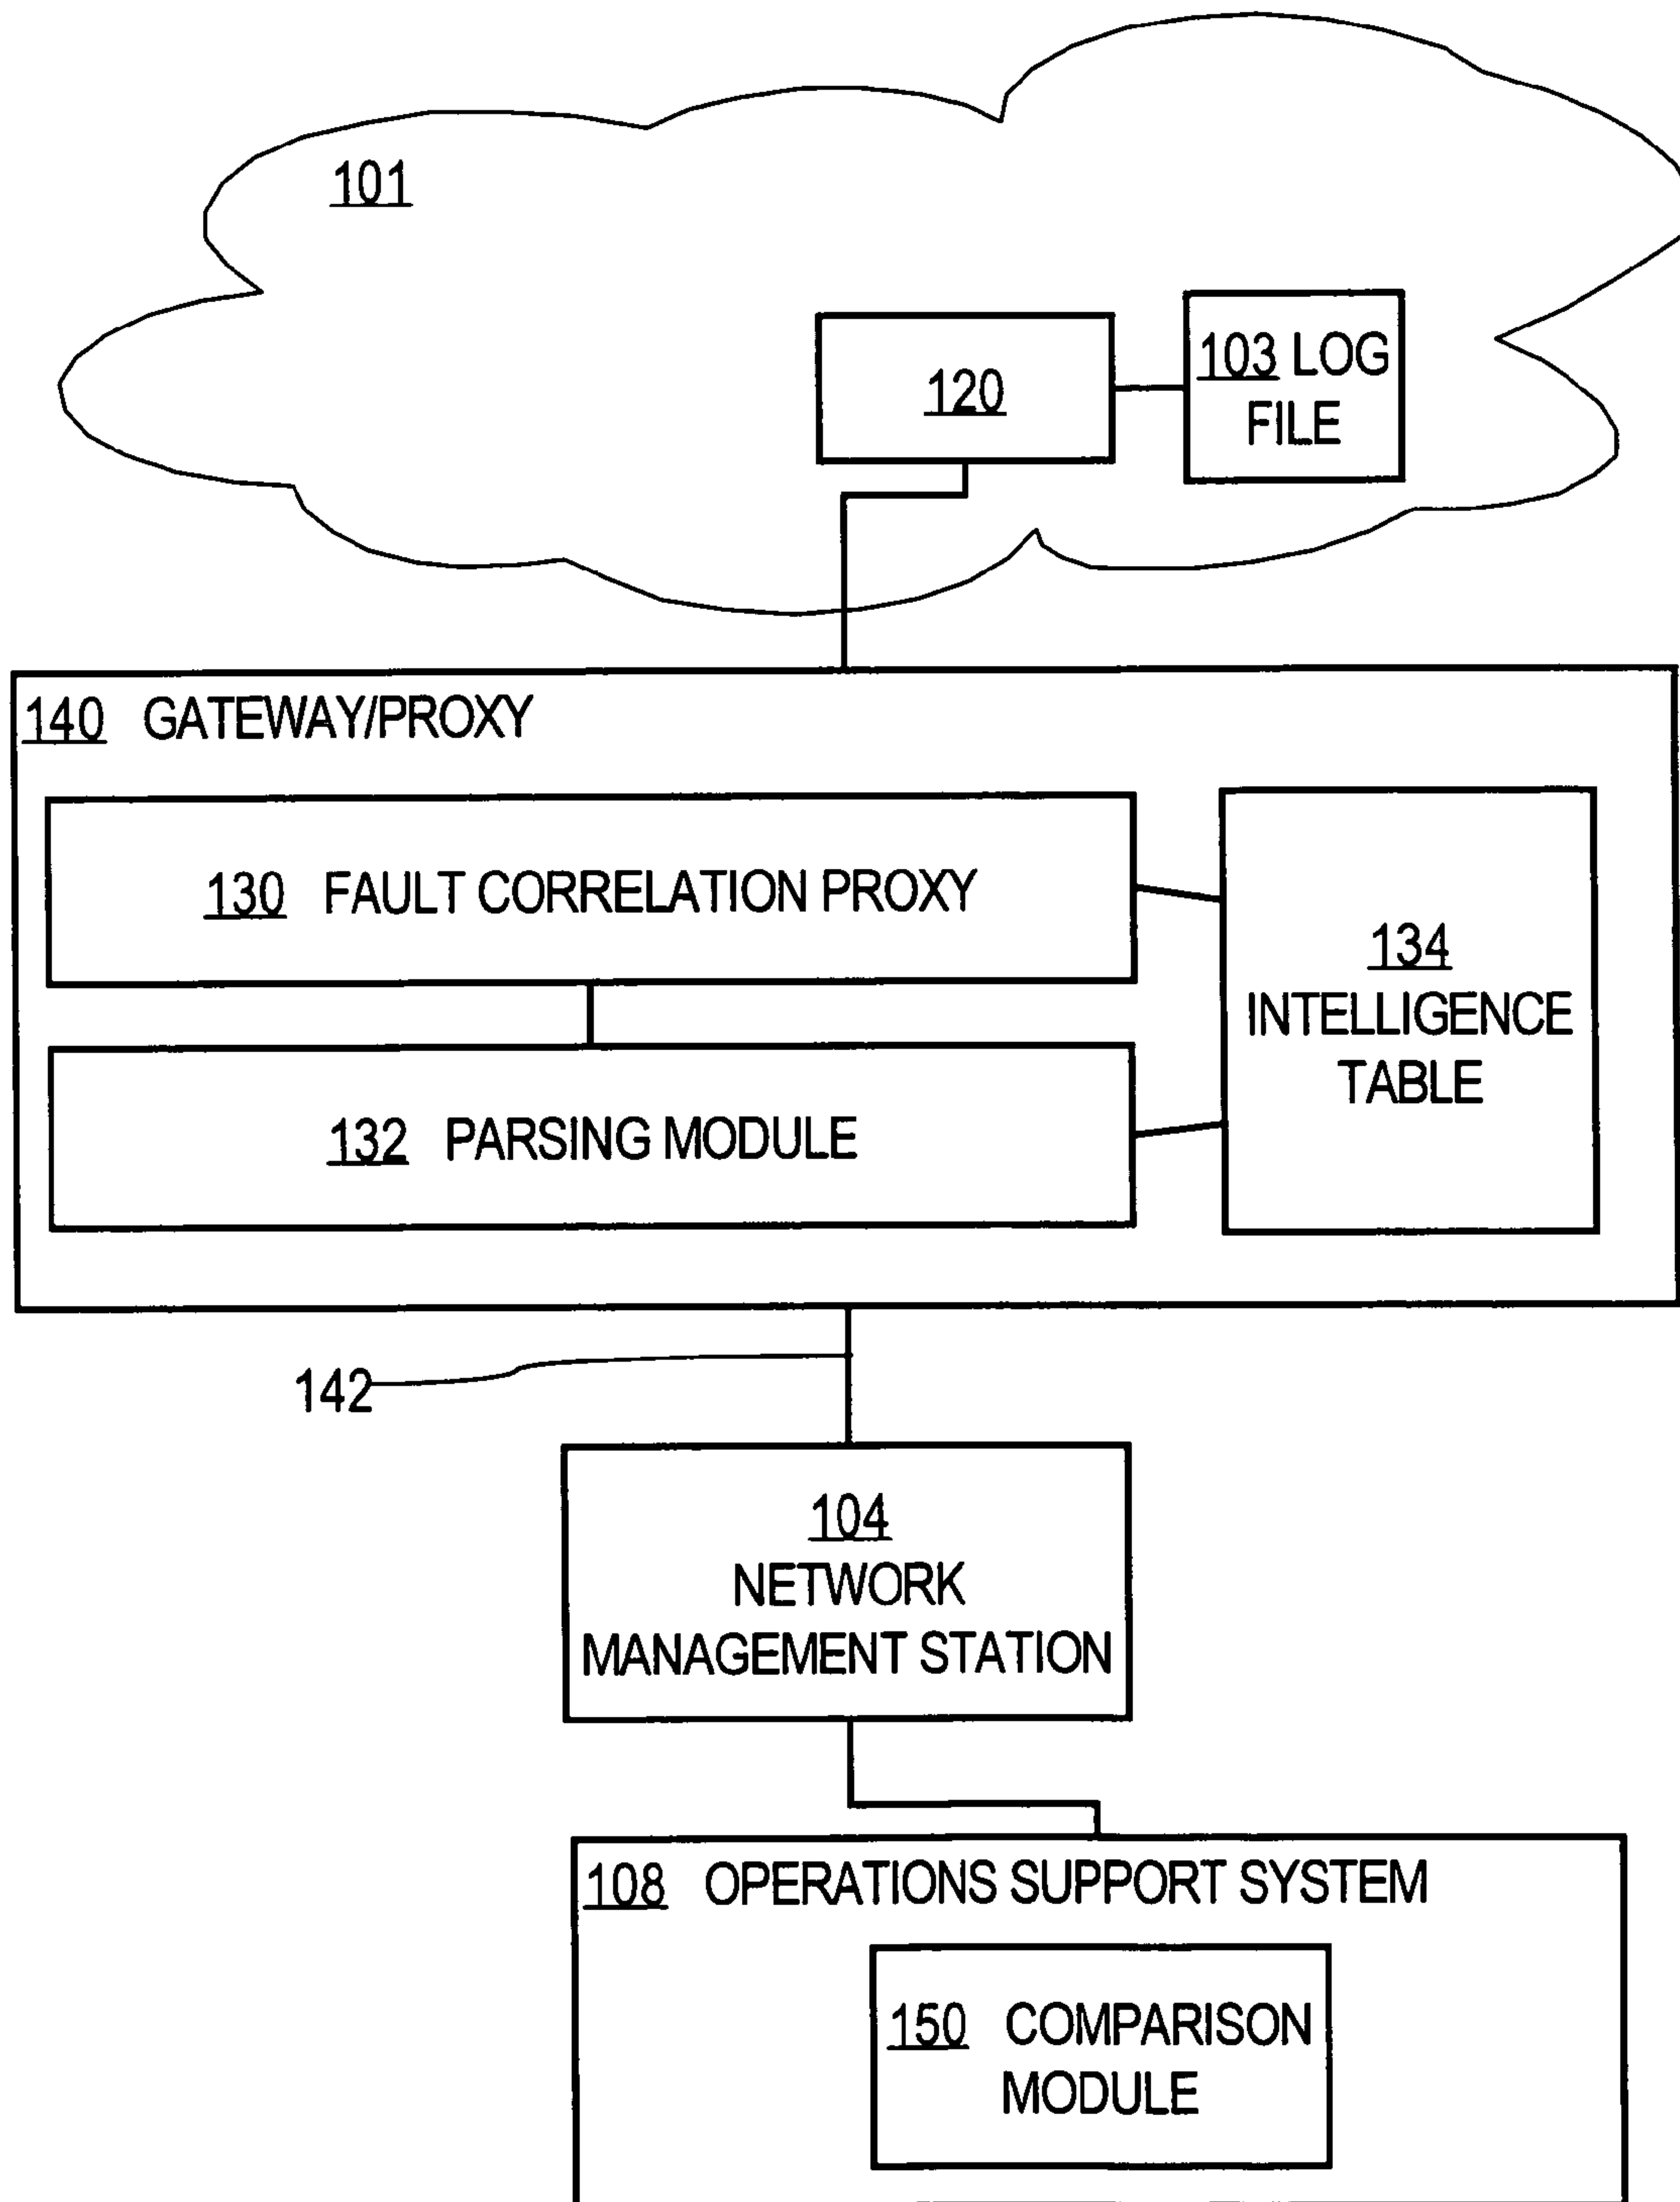 101
120
103 LOG
FILE
140 GATEWAY/PROXY
130 FAULT CORRELATION PROXY
134
INTELLIGENCE
TABLE
132 PARSING MODULE
142
104
NETWORK
MANAGEMENT STATION
108 OPERATIONS SUPPORT SYSTEM
150 COMPARISON
MODULE